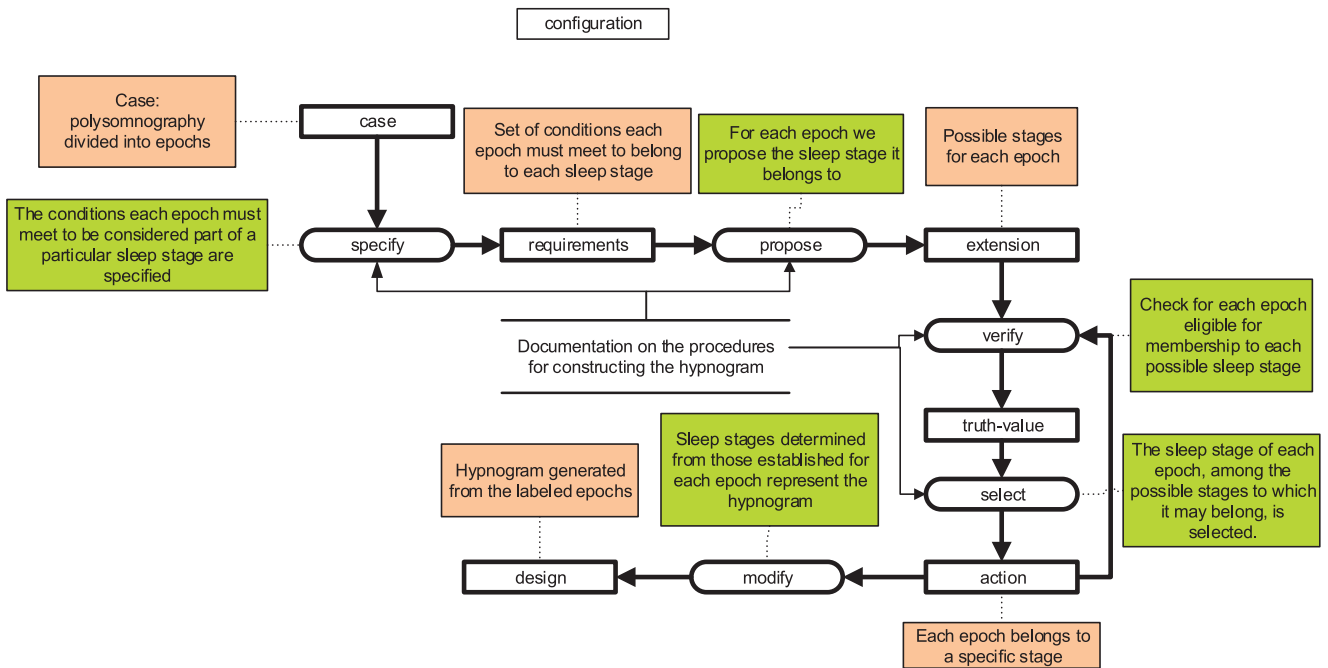 configuration
Case:
polysomnography
divided into epochs
case
Set of conditions each
epoch must meet to belong
to each sleep stage
For each epoch we
propose the sleep stage it
belongs to
Possible stages
for each epoch
The conditions each epoch must
meet to be considered part of a
particular sleep stage are
specified
specify
requirements
propose
extension
Documentation on the procedures
for constructing the hypnogram
verify
Check for each epoch
eligible for
membership to each
possible sleep stage
truth-value
Hypnogram generated
from the labeled epochs
Sleep stages determined
from those established for
each epoch represent the
hypnogram
select
The sleep stage of each
epoch, among the
possible stages to which
it may belong, is
selected.
design
modify
action
Each epoch belongs to
a specific stage